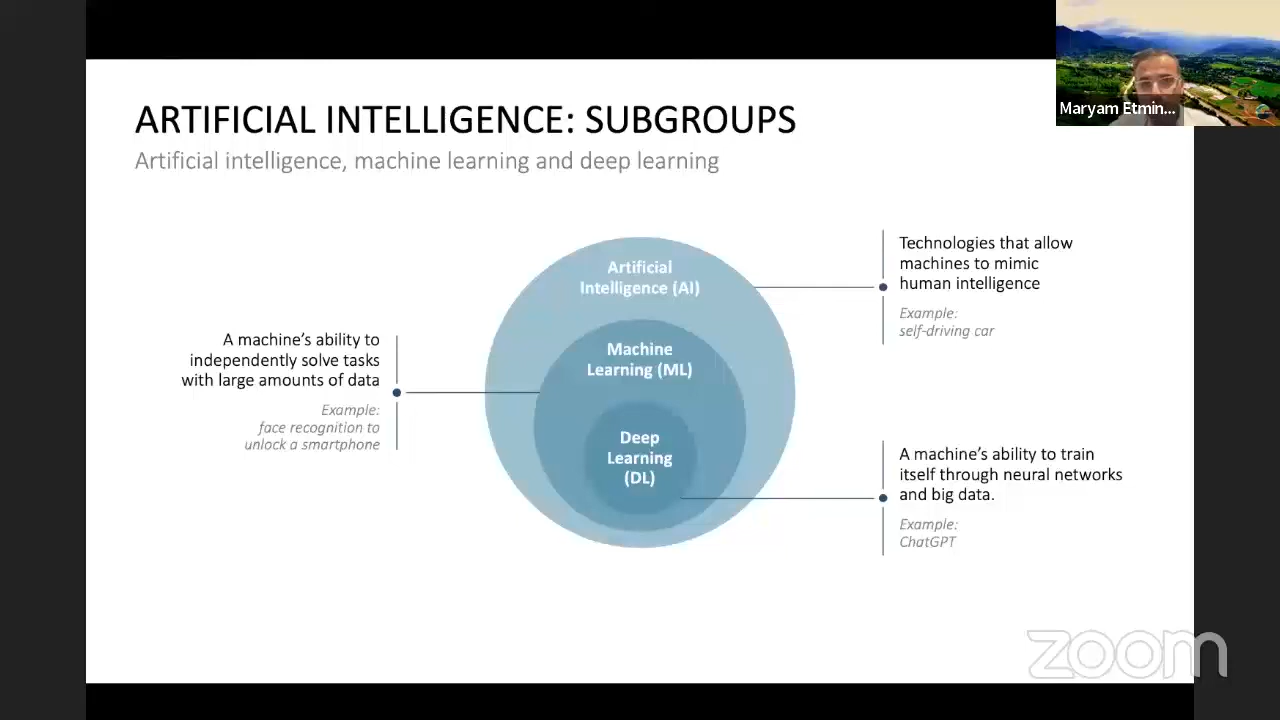 ARTIFICIAL INTELLIGENCE: SUBGROUPS
Artificial intelligence, machine learning and deep learning
Maryam Etmin...
Artificial
Intelligence (AI)
Technologies that allow
machines to mimic
human intelligence
Example:
self-driving car
A machine’s ability to
independently solve tasks
with large amounts of data
Example:
face recognition to
unlock a smartphone
Machine
Learning (ML)
Deep
Learning
(DL)
A machine’s ability to train
itself through neural networks
and big data.
Example:
ChatGPT
zoom